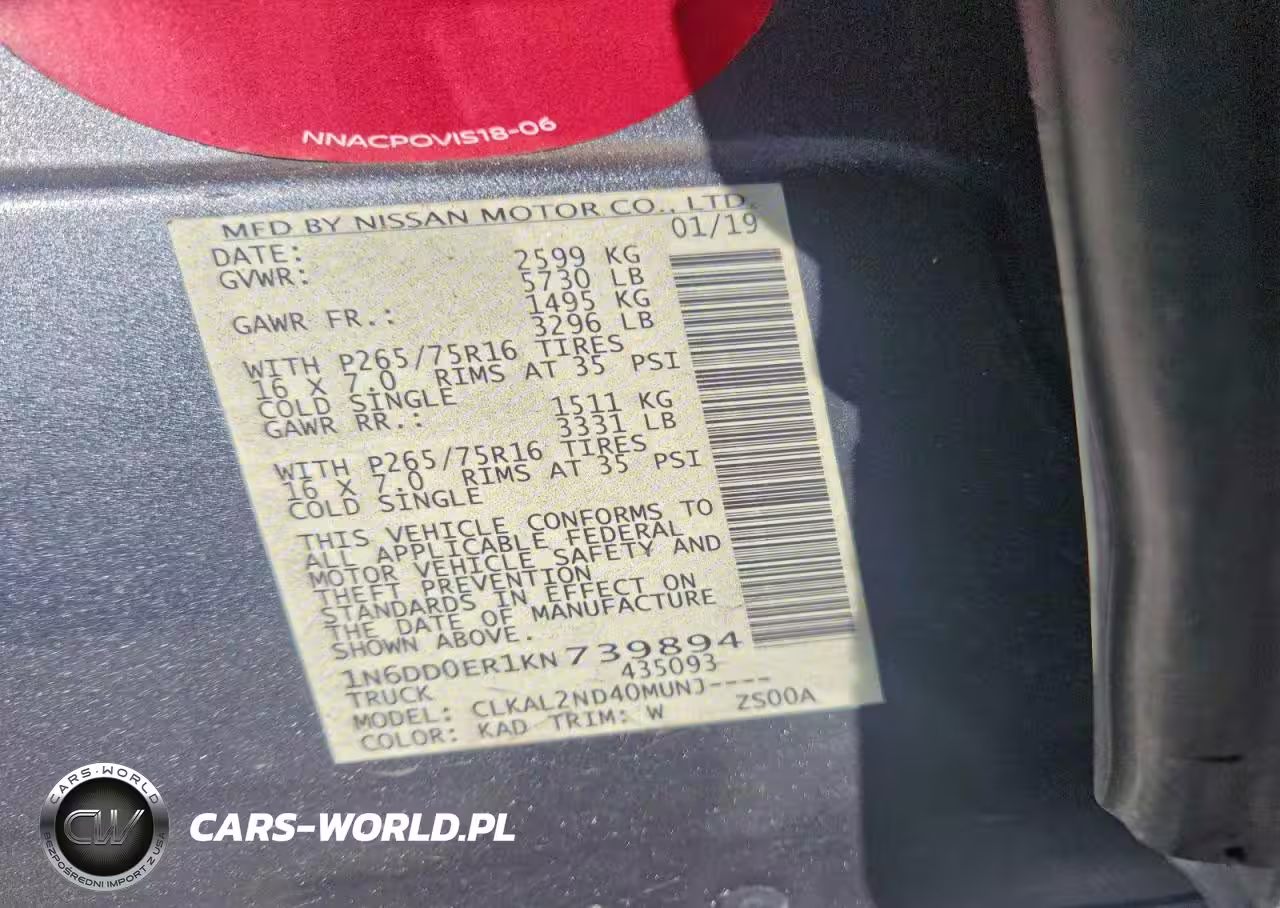 NNACPOVIS18-06
MFD BY NISSAN MOTOR CO., LTD.
DATE: 01/19
GVWR: 2599 KG
5730 LB
GAWR FR.: 1495 KG
3296 LB
WITH P265/75R16 TIRES
16 X 7.0 RIMS AT 35 PSI
COLD SINGLE
GAWR RR.: 1511 KG
3331 LB
WITH P265/75R16 TIRES
16 X 7.0 RIMS AT 35 PSI
COLD SINGLE
THIS VEHICLE CONFORMS TO
ALL APPLICABLE FEDERAL
MOTOR VEHICLE SAFETY AND
THEFT PREVENTION
STANDARDS IN EFFECT ON
THE DATE OF MANUFACTURE
SHOWN ABOVE.
1N6DD0ER1KN739894
TRUCK 435093
MODEL: CLKAL2ND40MUNJ----
COLOR: KAD TRIM: W ZS00A
CARS-WORLD
CW
BEZPOŚREDNI IMPORT Z USA
CARS-WORLD.PL